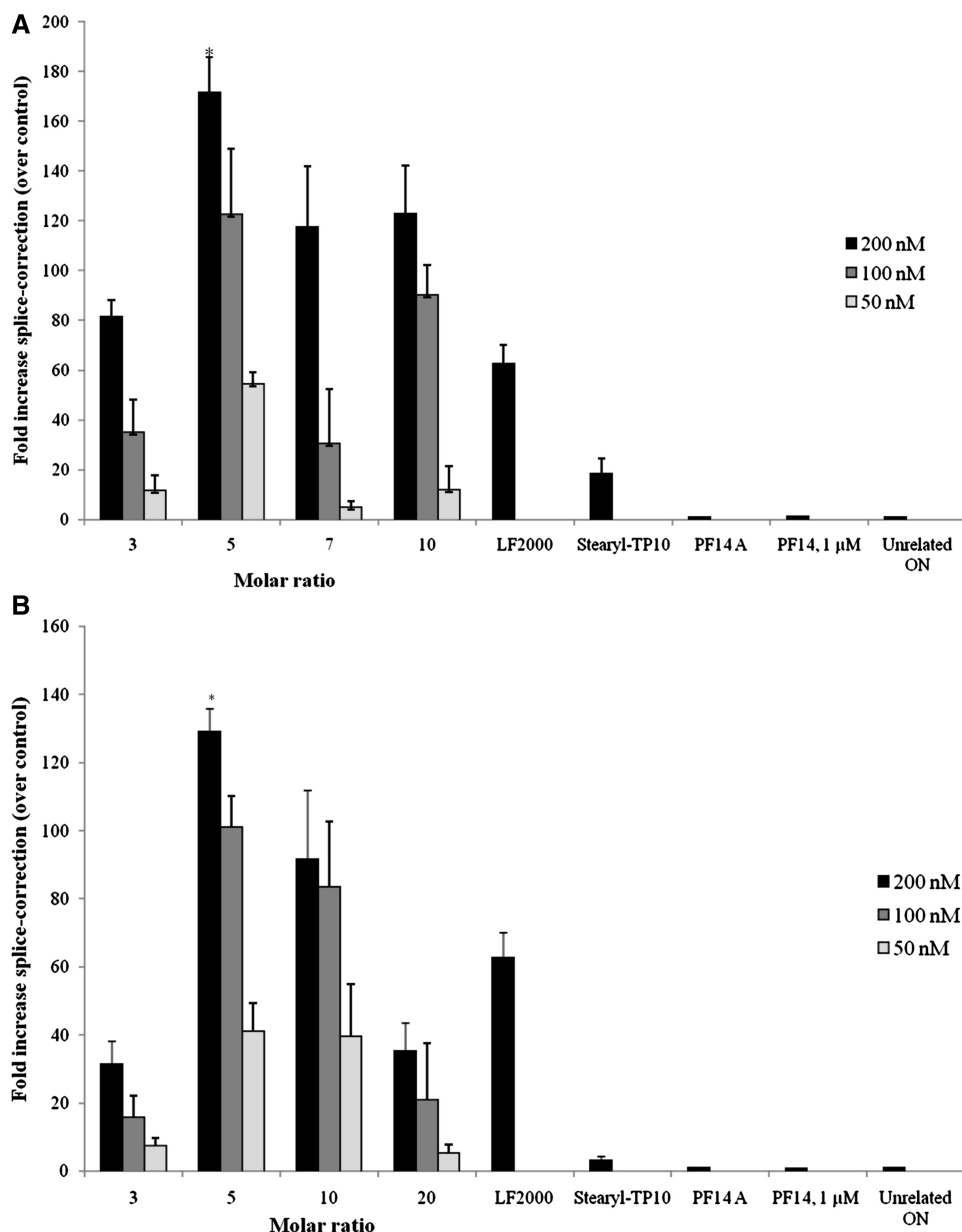 A
Fold increase splice-correction (over control)
200
180
160
140
120
100
80
60
40
20
0
*
200 nM
100 nM
50 nM
3 5 7 10 LF2000 Stearyl-TP10 PF14 A PF14, 1 µM Unrelated
ON
Molar ratio
B
Fold increase splice-correction (over control)
160
140
120
100
80
60
40
20
0
*
200 nM
100 nM
50 nM
3 5 10 20 LF2000 Stearyl-TP10 PF14 A PF14, 1 µM Unrelated
ON
Molar ratio